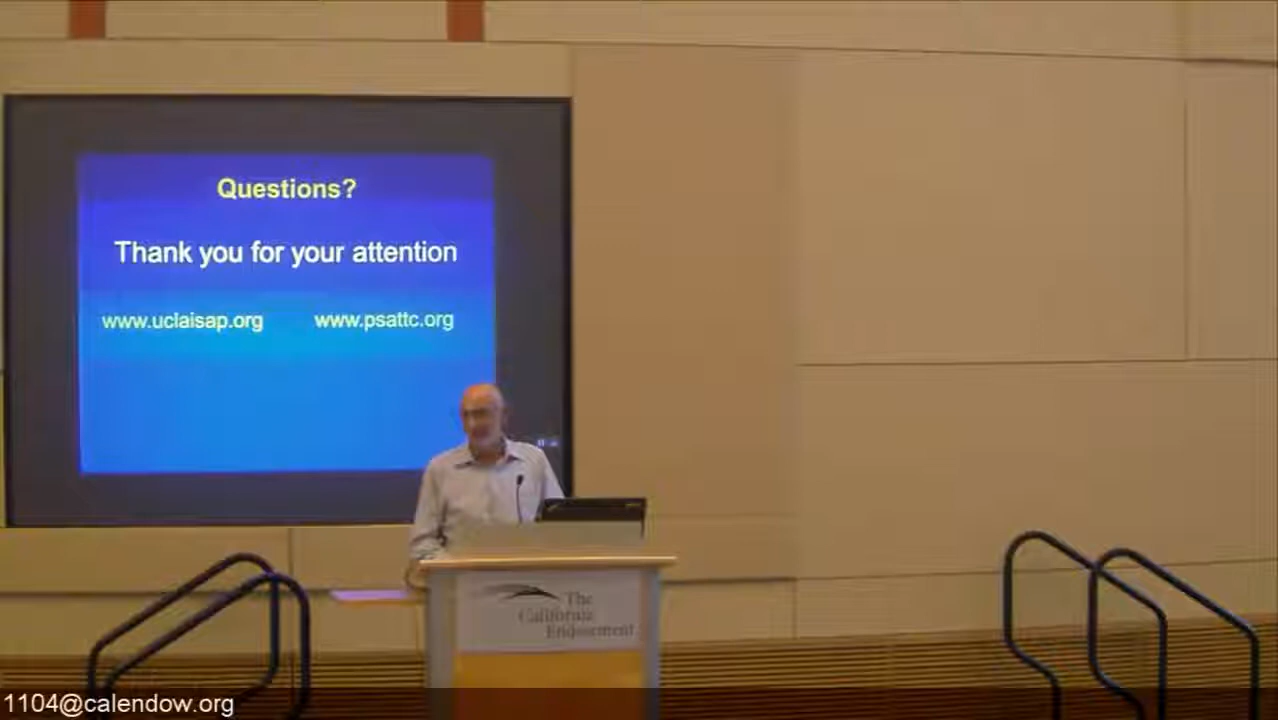 Questions?
Thank you for your attention
www.uclaisap.org www.psattc.org
The
California
Endowment
1104@calendow.org